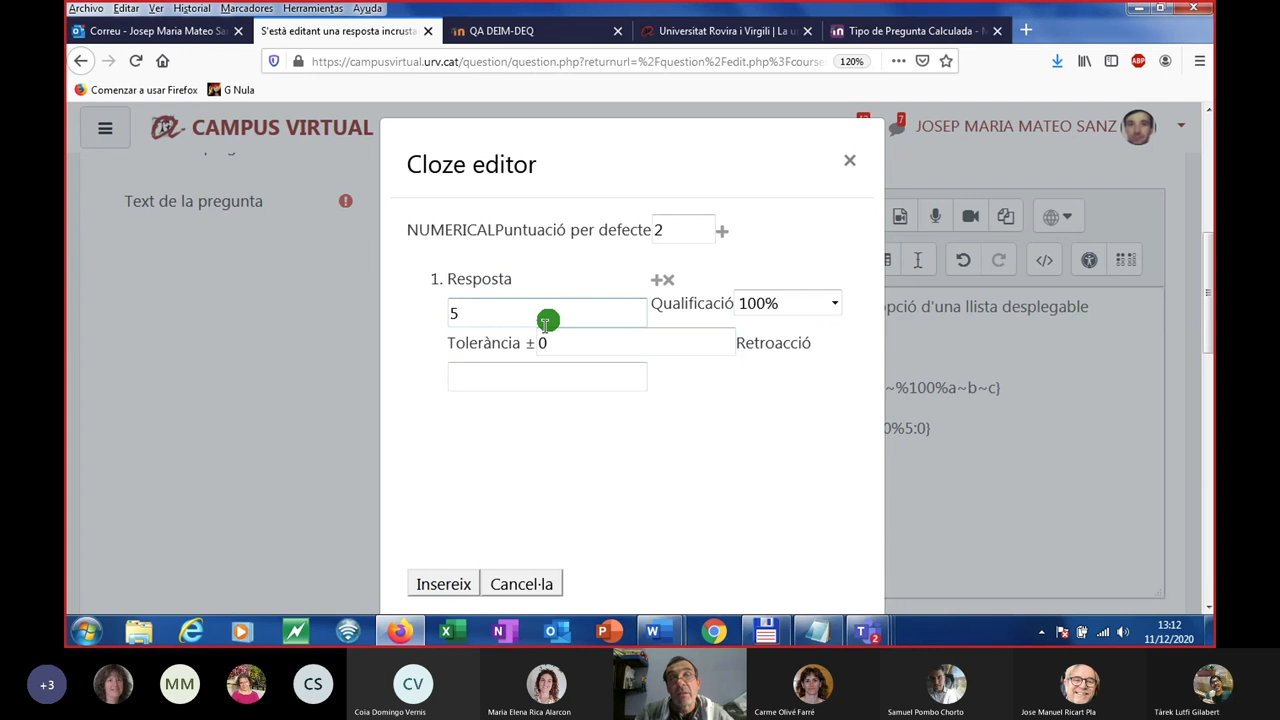 Archivo Editar Ver Historial Marcadores Herramientas Ayuda
Correu - Josep Maria Mateo Sa
S'està editant una resposta incrusta
QA DEIM-DEQ
Universitat Rovira i Virgili | La u
Tipo de Pregunta Calculada - M
https://campusvirtual.urv.cat/question/question.php?returnurl=%2Fquestion%2Fedit.php%3Fcourse
120%
ABP
Comenzar a usar Firefox
G Nula
CAMPUS VIRTUAL
7
JOSEP MARIA MATEO SANZ
Text de la pregunta
Cloze editor
NUMERICALPuntuació per defecte 2
1. Resposta
5
Qualificació 100%
Tolerància ± 0
Retroacció
Insereix
Cancel·la
pció d'una llista desplegable
~%100%a~b~c}
0%5:0}
13:12
11/12/2020
+3
MM
CS
CV
Coia Domingo Vernis
Maria Elena Rica Alarcon
Carme Olivé Farré
Samuel Pombo Chorto
Jose Manuel Ricart Pla
Tárek Lutfi Gilabert